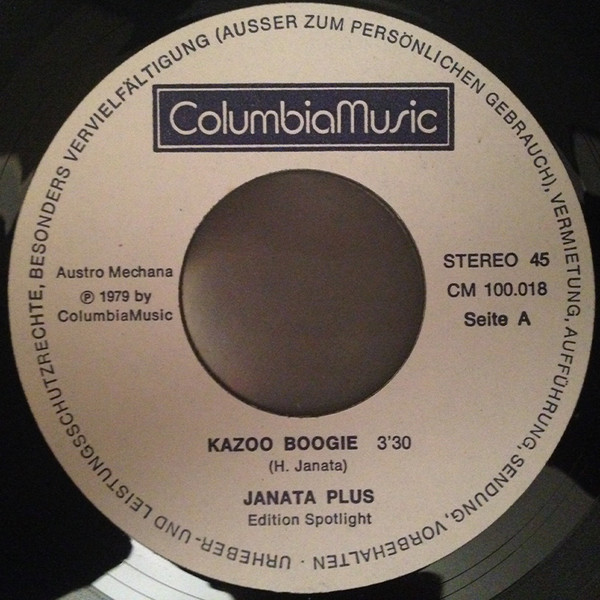 URHEBER- UND LEISTUNGSSCHUTZRECHTE, BESONDERS VERVIELFÄLTIGUNG (AUSSER ZUM PERSÖNLICHEN GEBRAUCH), VERMIETUNG, AUFFÜHRUNG, SENDUNG, VORBEHALTEN ·
ColumbiaMusic
Austro Mechana
℗ 1979 by
ColumbiaMusic
STEREO 45
CM 100.018
Seite A
KAZOO BOOGIE 3'30
(H. Janata)
JANATA PLUS
Edition Spotlight